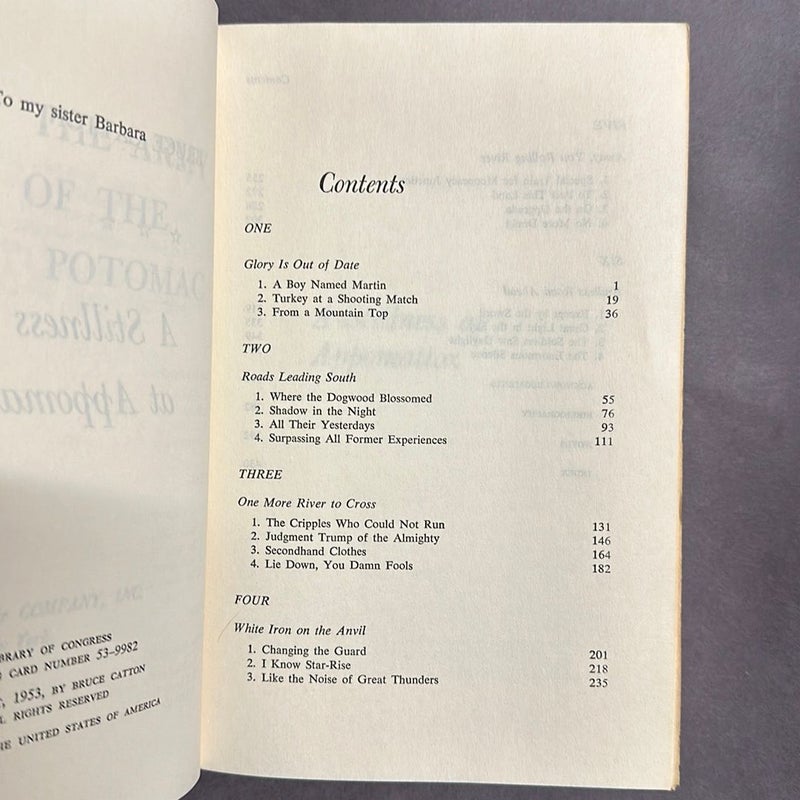 To my sister Barbara
OF THE
POTOMAC
A Stillness
COMPANY, INC.
LIBRARY OF CONGRESS
CARD NUMBER 53-9982
1953, BY BRUCE CATTON
RIGHTS RESERVED
THE UNITED STATES OF AMERICA
Contents
ONE
Glory Is Out of Date
1. A Boy Named Martin 1
2. Turkey at a Shooting Match 19
3. From a Mountain Top 36
TWO
Roads Leading South
1. Where the Dogwood Blossomed 55
2. Shadow in the Night 76
3. All Their Yesterdays 93
4. Surpassing All Former Experiences 111
THREE
One More River to Cross
1. The Cripples Who Could Not Run 131
2. Judgment Trump of the Almighty 146
3. Secondhand Clothes 164
4. Lie Down, You Damn Fools 182
FOUR
White Iron on the Anvil
1. Changing the Guard 201
2. I Know Star-Rise 218
3. Like the Noise of Great Thunders 235